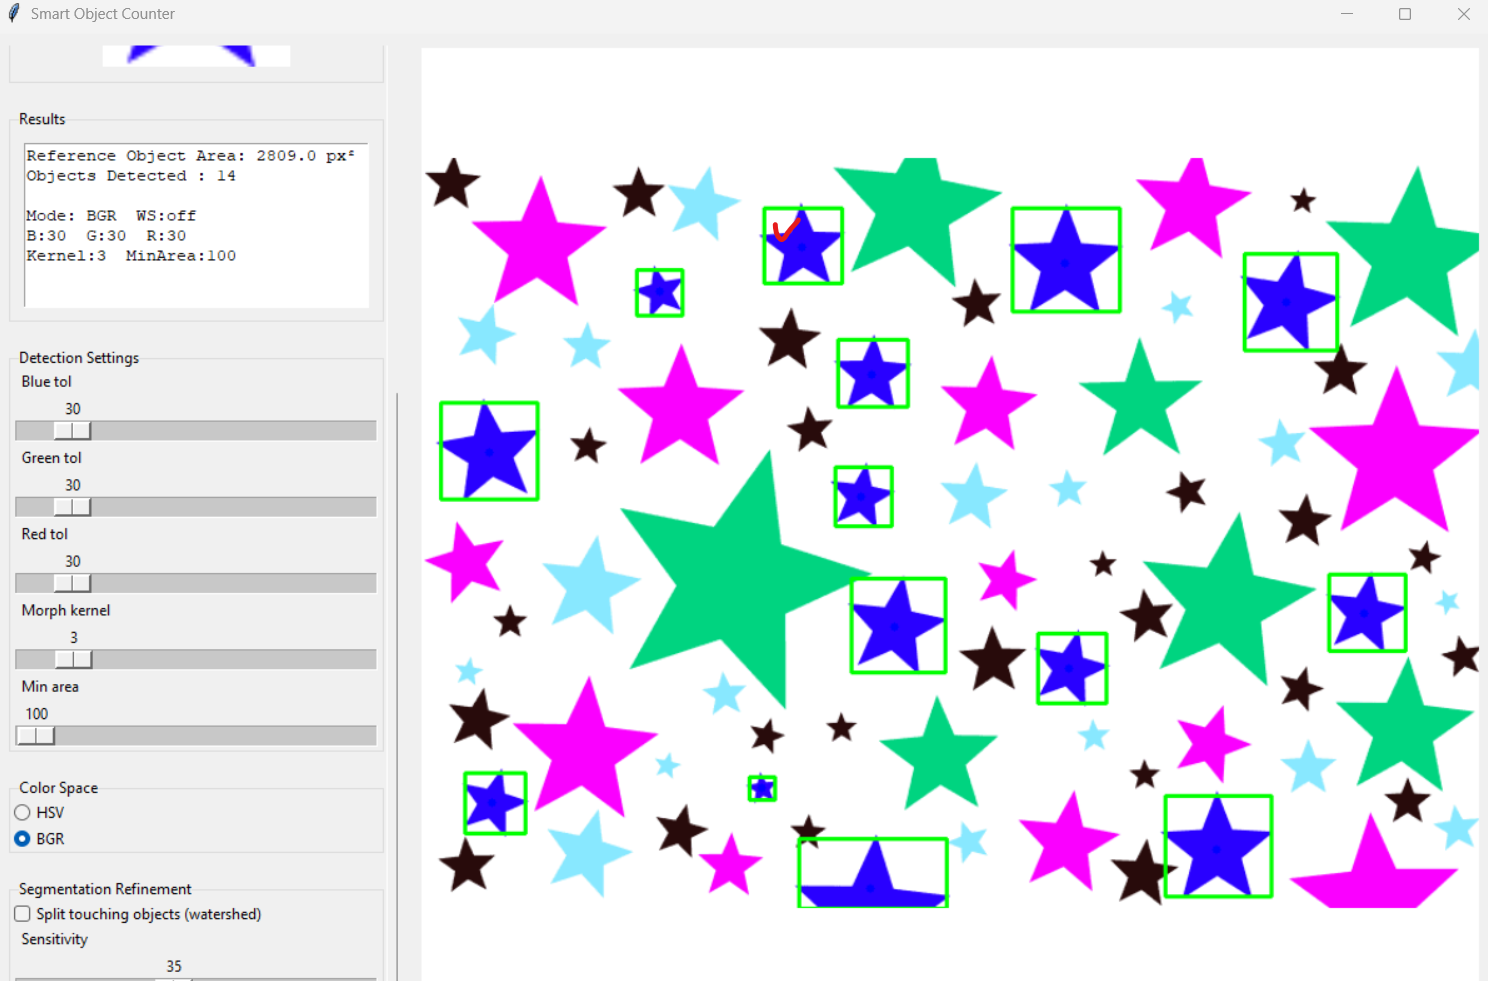 Smart Object Counter
Results
Reference Object Area: 2809.0 px²
Objects Detected : 14
Mode: BGR  WS:off
B:30  G:30  R:30
Kernel:3  MinArea:100
Detection Settings
Blue tol
30
Green tol
30
Red tol
30
Morph kernel
3
Min area
100
Color Space
HSV
BGR
Segmentation Refinement
Split touching objects (watershed)
Sensitivity
35